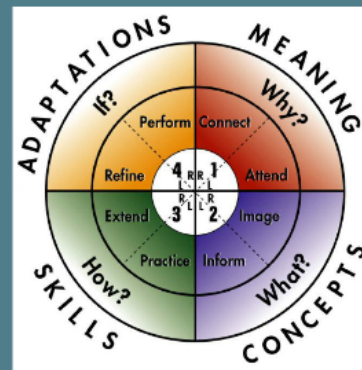 ADAPTATIONS
MEANING
If?
Why?
Perform
Connect
Refine
Attend
4 R R 1
L L
R R
3 L L 2
Extend
Image
Practice
Inform
How?
What?
SKILLS
CONCEPTS